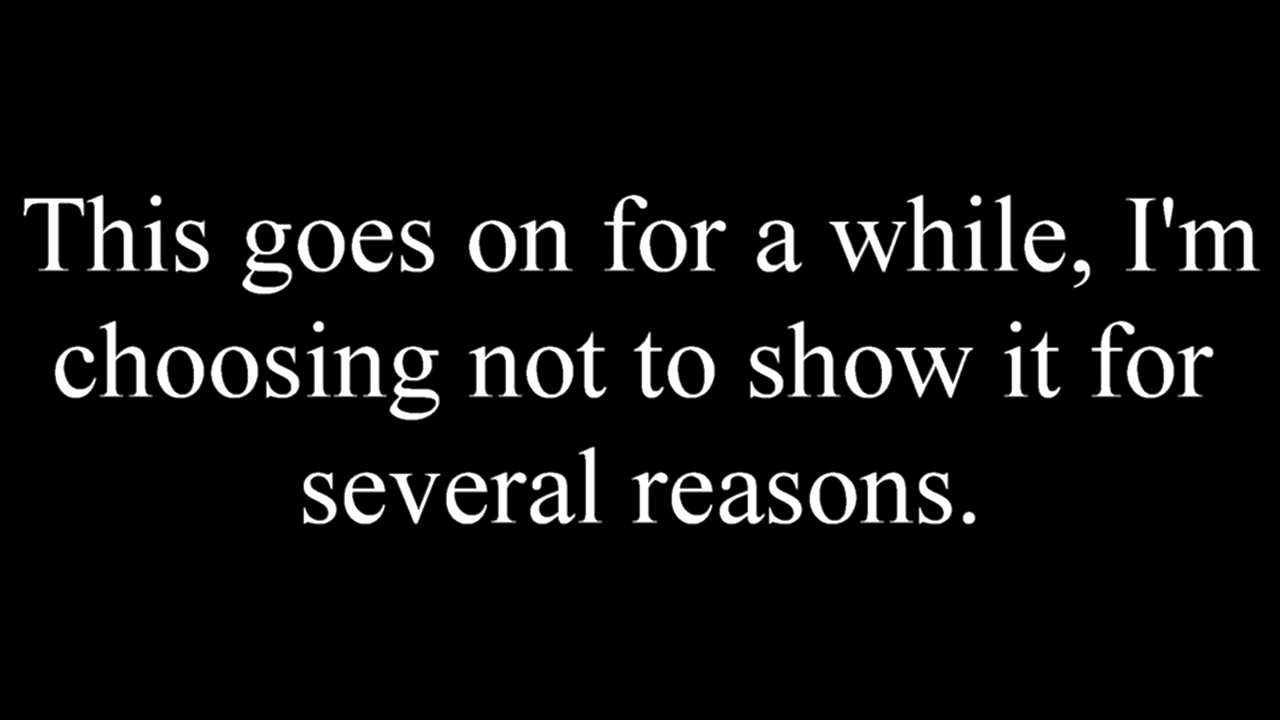 This goes on for a while, I'm
choosing not to show it for
several reasons.